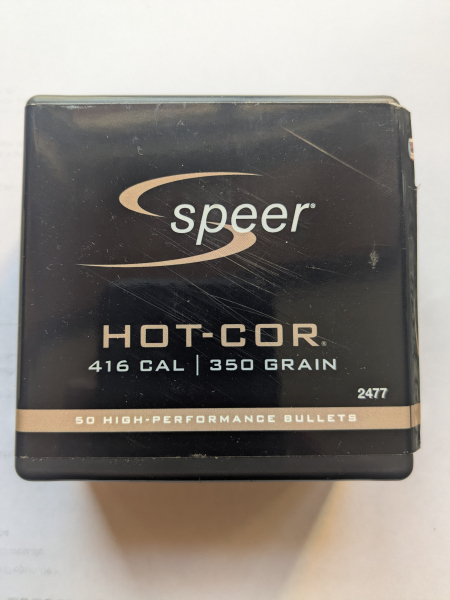 speer®
HOT-COR®
416 CAL | 350 GRAIN
2477
50 HIGH-PERFORMANCE BULLETS